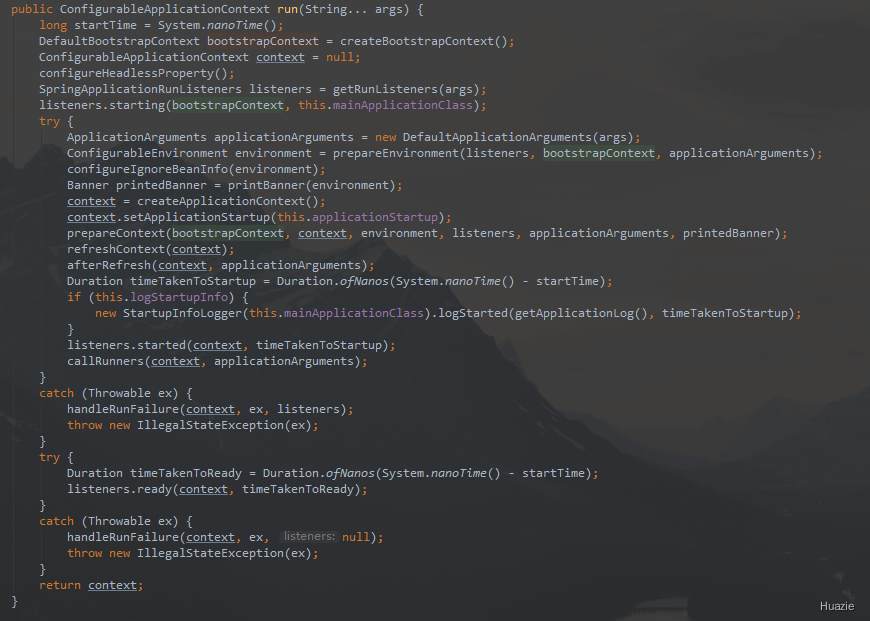 public ConfigurableApplicationContext run(String... args) {
long startTime = System.nanoTime();
DefaultBootstrapContext bootstrapContext = createBootstrapContext();
ConfigurableApplicationContext context = null;
configureHeadlessProperty();
SpringApplicationRunListeners listeners = getRunListeners(args);
listeners.starting(bootstrapContext, this.mainApplicationClass);
try {
ApplicationArguments applicationArguments = new DefaultApplicationArguments(args);
ConfigurableEnvironment environment = prepareEnvironment(listeners, bootstrapContext, applicationArguments);
configureIgnoreBeanInfo(environment);
Banner printedBanner = printBanner(environment);
context = createApplicationContext();
context.setApplicationStartup(this.applicationStartup);
prepareContext(bootstrapContext, context, environment, listeners, applicationArguments, printedBanner);
refreshContext(context);
afterRefresh(context, applicationArguments);
Duration timeTakenToStartup = Duration.ofNanos(System.nanoTime() - startTime);
if (this.logStartupInfo) {
new StartupInfoLogger(this.mainApplicationClass).logStarted(getApplicationLog(), timeTakenToStartup);
}
listeners.started(context, timeTakenToStartup);
callRunners(context, applicationArguments);
}
catch (Throwable ex) {
handleRunFailure(context, ex, listeners);
throw new IllegalStateException(ex);
}
try {
Duration timeTakenToReady = Duration.ofNanos(System.nanoTime() - startTime);
listeners.ready(context, timeTakenToReady);
}
catch (Throwable ex) {
handleRunFailure(context, ex, listeners: null);
throw new IllegalStateException(ex);
}
return context;
}
Huazie